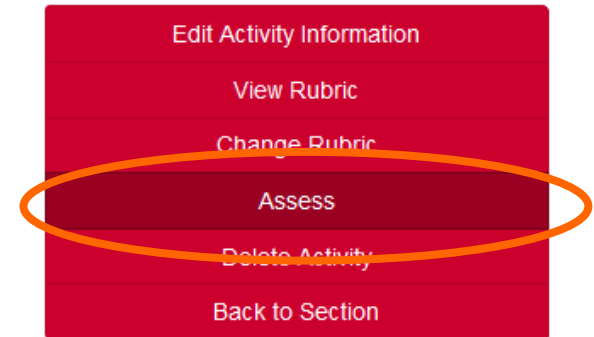 Edit Activity Information
View Rubric
Change Rubric
Assess
Delete Activity
Back to Section